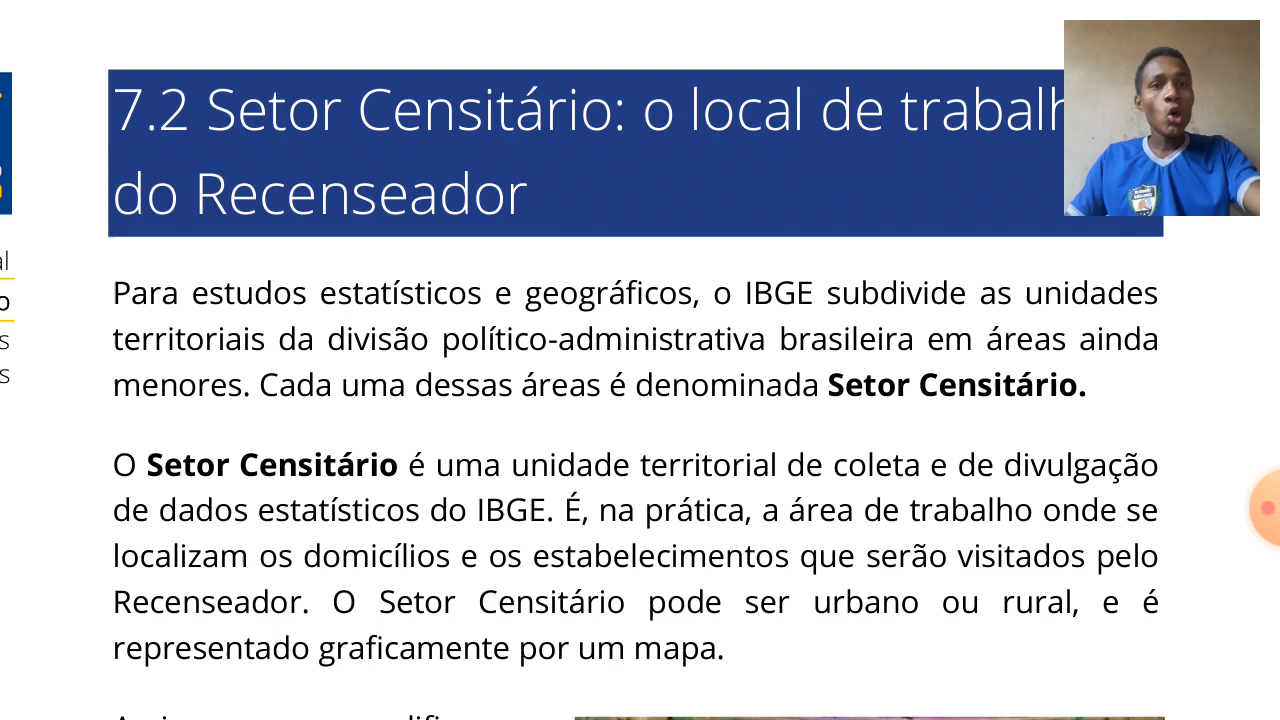 7.2 Setor Censitário: o local de trabalh
do Recenseador
al
o
s
s
Para estudos estatísticos e geográficos, o IBGE subdivide as unidades
territoriais da divisão político-administrativa brasileira em áreas ainda
menores. Cada uma dessas áreas é denominada Setor Censitário.
O Setor Censitário é uma unidade territorial de coleta e de divulgação
de dados estatísticos do IBGE. É, na prática, a área de trabalho onde se
localizam os domicílios e os estabelecimentos que serão visitados pelo
Recenseador. O Setor Censitário pode ser urbano ou rural, e é
representado graficamente por um mapa.